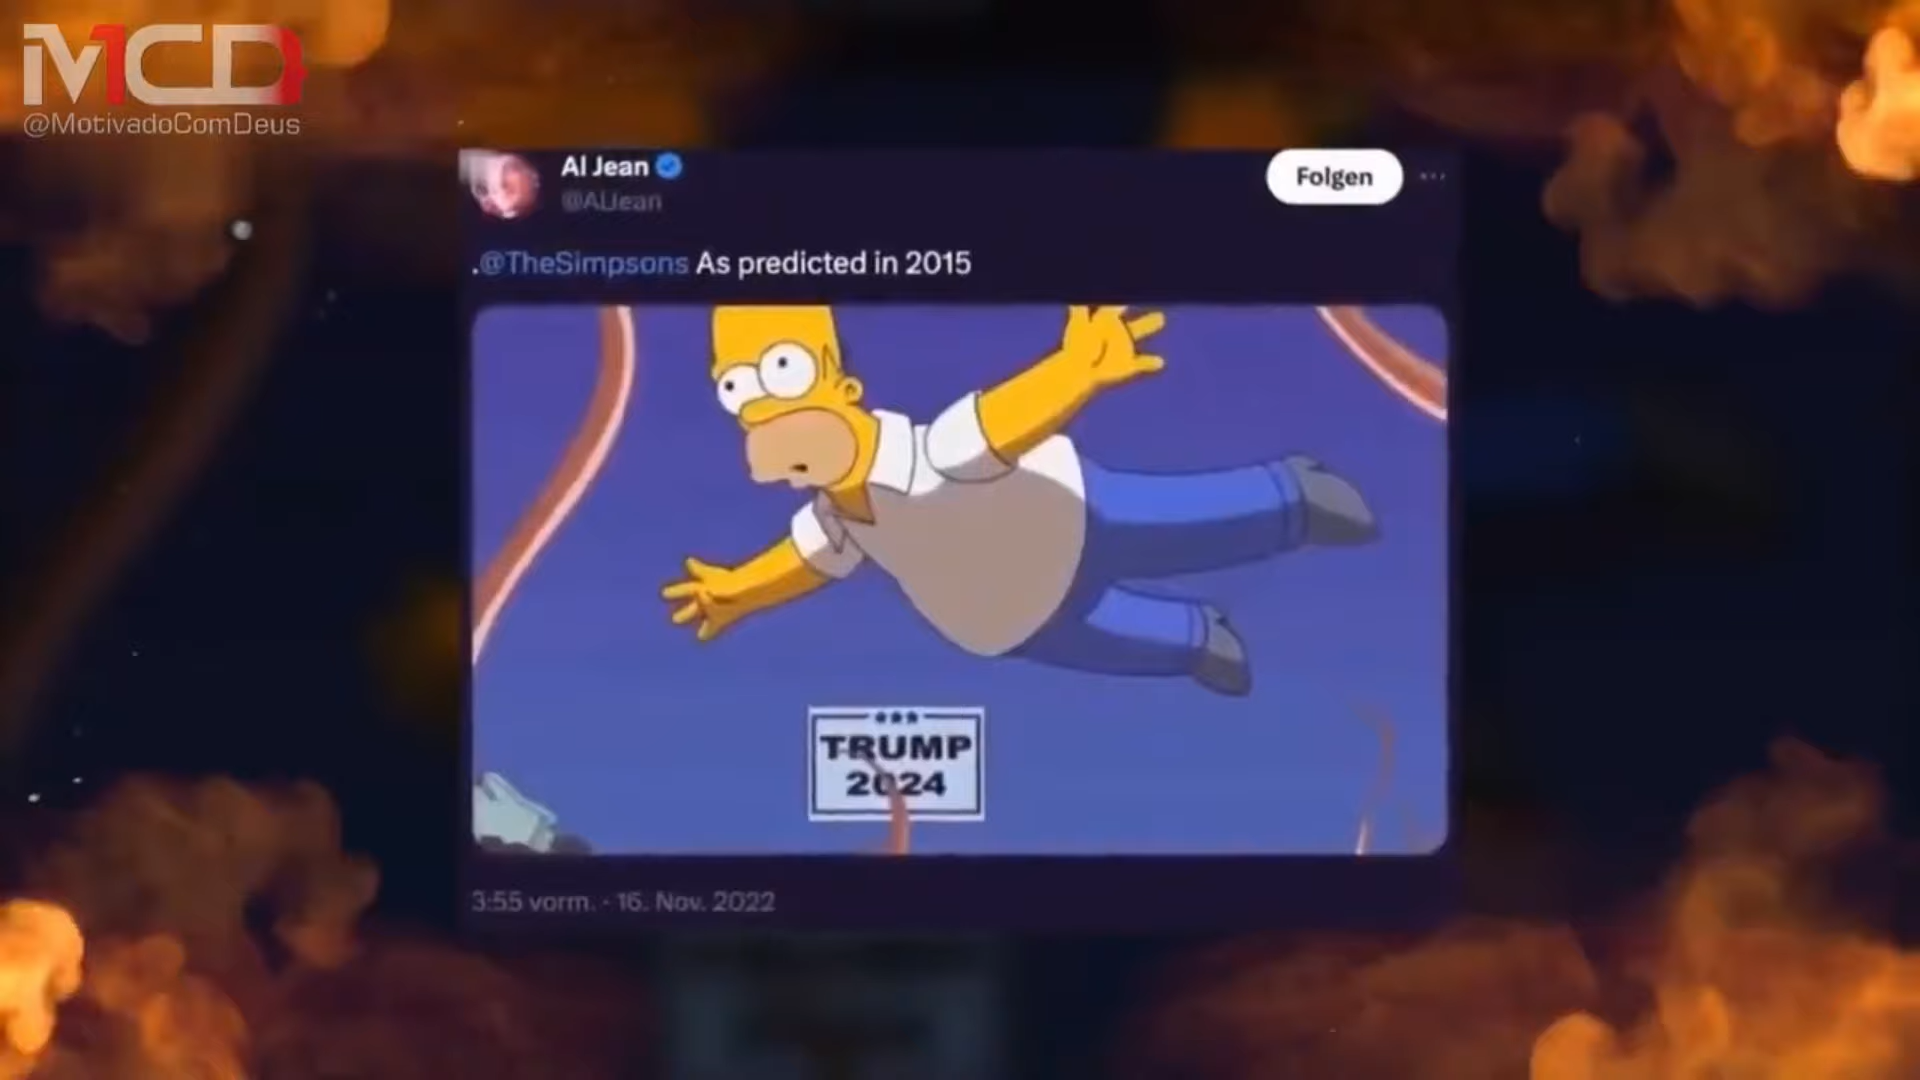 MCD
@MotivadoComDeus
Al Jean
@AlJean
Folgen
.@TheSimpsons As predicted in 2015
TRUMP
2024
3:55 vorm. · 16. Nov. 2022